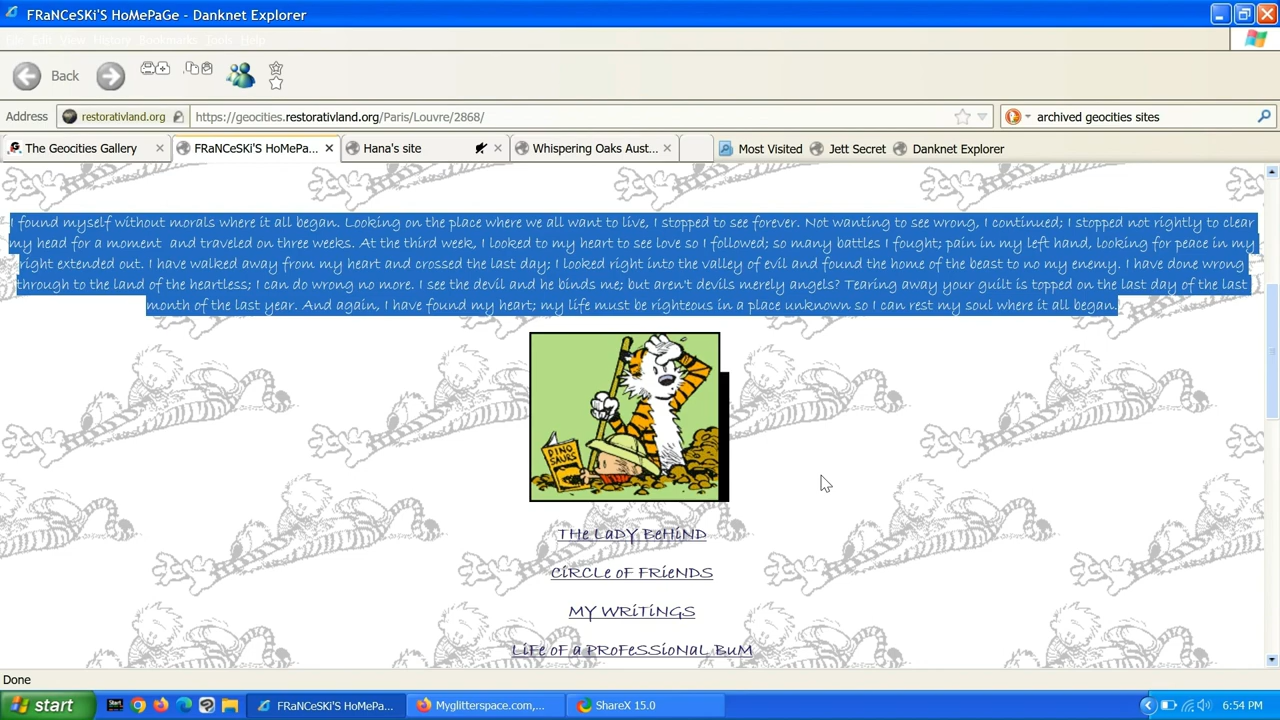 FRaNCeSKi'S HoMePaGe - Danknet Explorer
File Edit View History Bookmarks Tools Help
Back
Address restorativland.org https://geocities.restorativland.org/Paris/Louvre/2868/ archived geocities sites
The Geocities Gallery FRaNCeSKi'S HoMePa... Hana's site Whispering Oaks Aust... Most Visited Jett Secret Danknet Explorer
I found myself without morals where it all began. Looking on the place where we all want to live, I stopped to see forever. Not wanting to see wrong, I continued; I stopped not rightly to clear
my head for a moment and traveled on three weeks. At the third week, I looked to my heart to see love so I followed; so many battles I fought; pain in my left hand, looking for peace in my
right extended out. I have walked away from my heart and crossed the last day; I looked right into the valley of evil and found the home of the beast to no my enemy. I have done wrong
through to the land of the heartless; I can do wrong no more. I see the devil and he binds me; but aren't devils merely angels? Tearing away your guilt is topped on the last day of the last
month of the last year. And again, I have found my heart; my life must be righteous in a place unknown so I can rest my soul where it all began.
DINO
SAURS
THe LaDY BeHiND
CiRCLe oF FRieNDS
MY WRiTiNGS
LiFe oF a PRoFeSSioNaL BuM
Done
start Start FRaNCeSKi'S HoMePa... Myglitterspace.com,... ShareX 15.0 6:54 PM